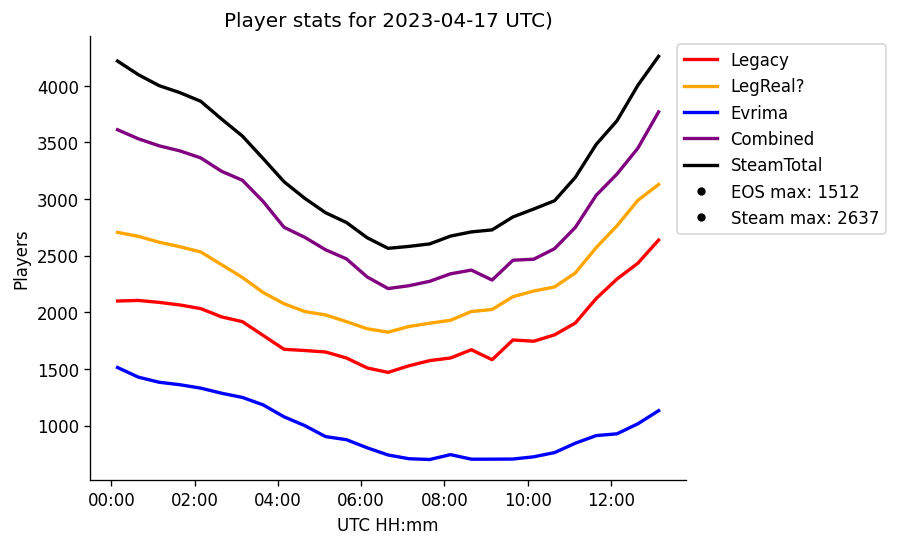 Player stats for 2023-04-17 UTC)
Legacy
LegReal?
Evrima
Combined
SteamTotal
EOS max: 1512
Steam max: 2637
Players
4000
3500
3000
2500
2000
1500
1000
00:00 02:00 04:00 06:00 08:00 10:00 12:00
UTC HH:mm